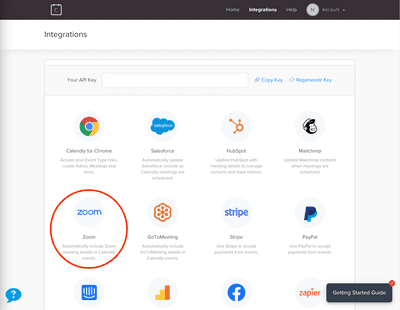 Home Integrations Help N Account
Integrations
Your API Key Copy Key Regenerate Key
Calendly for Chrome
Access your Event Type links,
create AdHoc Meetings and
more.
salesforce
Salesforce
Automatically update
Salesforce records as
Calendly meetings are
scheduled.
HubSpot
Update HubSpot with
meeting details to manage
content and track metrics.
Mailchimp
Update Mailchimp contacts
when meetings are
scheduled.
zoom
Zoom
Automatically include Zoom
meeting details in Calendly
events.
GoToMeeting
Automatically include
GoToMeeting details in
Calendly events.
stripe
Stripe
Use Stripe to accept
payments from events.
PayPal
Use PayPal to accept
payments from events.
zapier
?
Getting Started Guide